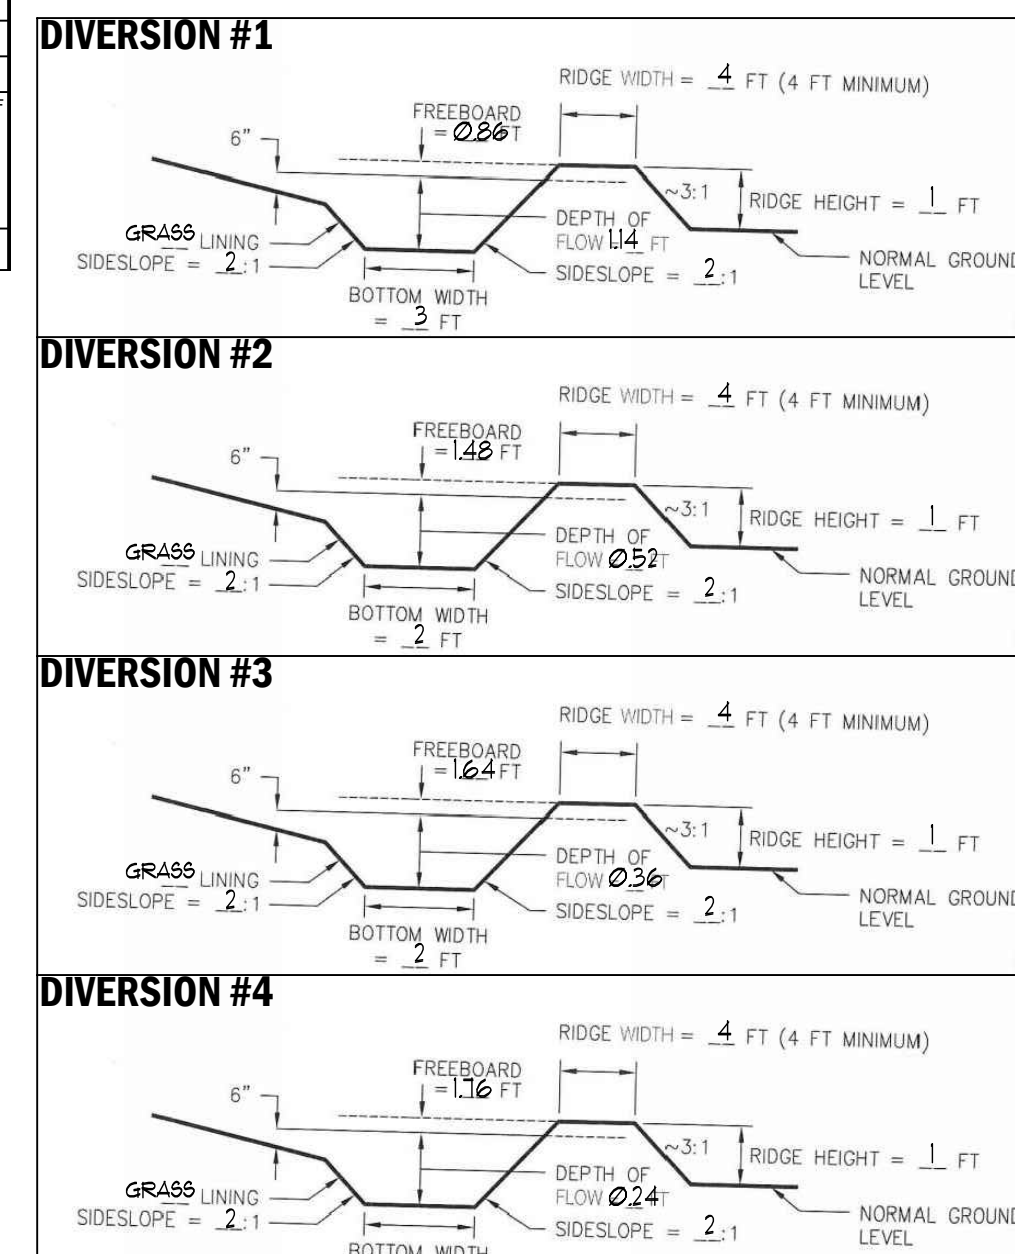 DIVERSION #1
RIDGE WIDTH = 4 FT (4 FT MINIMUM)
FREEBOARD
= 0.86 FT
6"
~3:1
RIDGE HEIGHT = 1 FT
GRASS LINING
SIDESLOPE = 2:1
DEPTH OF
FLOW 1.14 FT
SIDESLOPE = 2:1
NORMAL GROUND
LEVEL
BOTTOM WIDTH
= 3 FT
DIVERSION #2
RIDGE WIDTH = 4 FT (4 FT MINIMUM)
FREEBOARD
= 1.48 FT
6"
~3:1
RIDGE HEIGHT = 1 FT
GRASS LINING
SIDESLOPE = 2:1
DEPTH OF
FLOW 0.52 FT
SIDESLOPE = 2:1
NORMAL GROUND
LEVEL
BOTTOM WIDTH
= 2 FT
DIVERSION #3
RIDGE WIDTH = 4 FT (4 FT MINIMUM)
FREEBOARD
= 1.64 FT
6"
~3:1
RIDGE HEIGHT = 1 FT
GRASS LINING
SIDESLOPE = 2:1
DEPTH OF
FLOW 0.36 FT
SIDESLOPE = 2:1
NORMAL GROUND
LEVEL
BOTTOM WIDTH
= 2 FT
DIVERSION #4
RIDGE WIDTH = 4 FT (4 FT MINIMUM)
FREEBOARD
= 1.76 FT
6"
~3:1
RIDGE HEIGHT = 1 FT
GRASS LINING
SIDESLOPE = 2:1
DEPTH OF
FLOW 0.24 FT
SIDESLOPE = 2:1
NORMAL GROUND
LEVEL
BOTTOM WIDTH